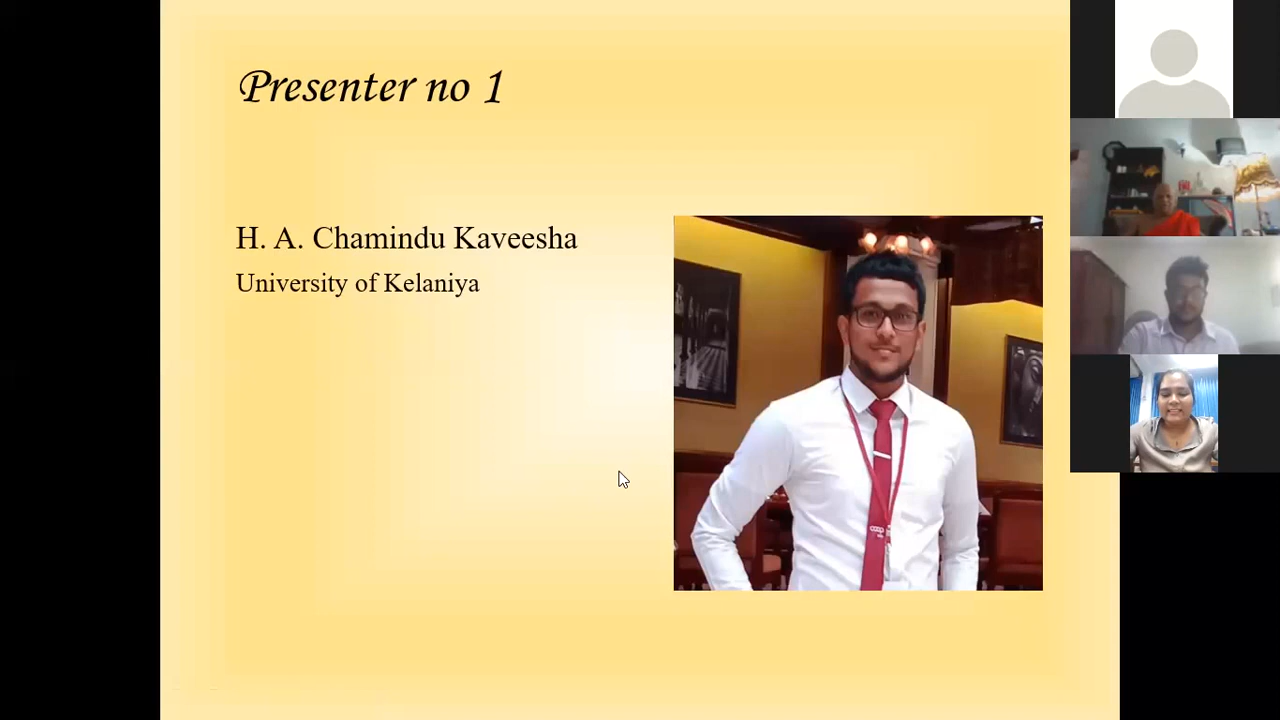 Presenter no 1
H. A. Chamindu Kaveesha
University of Kelaniya